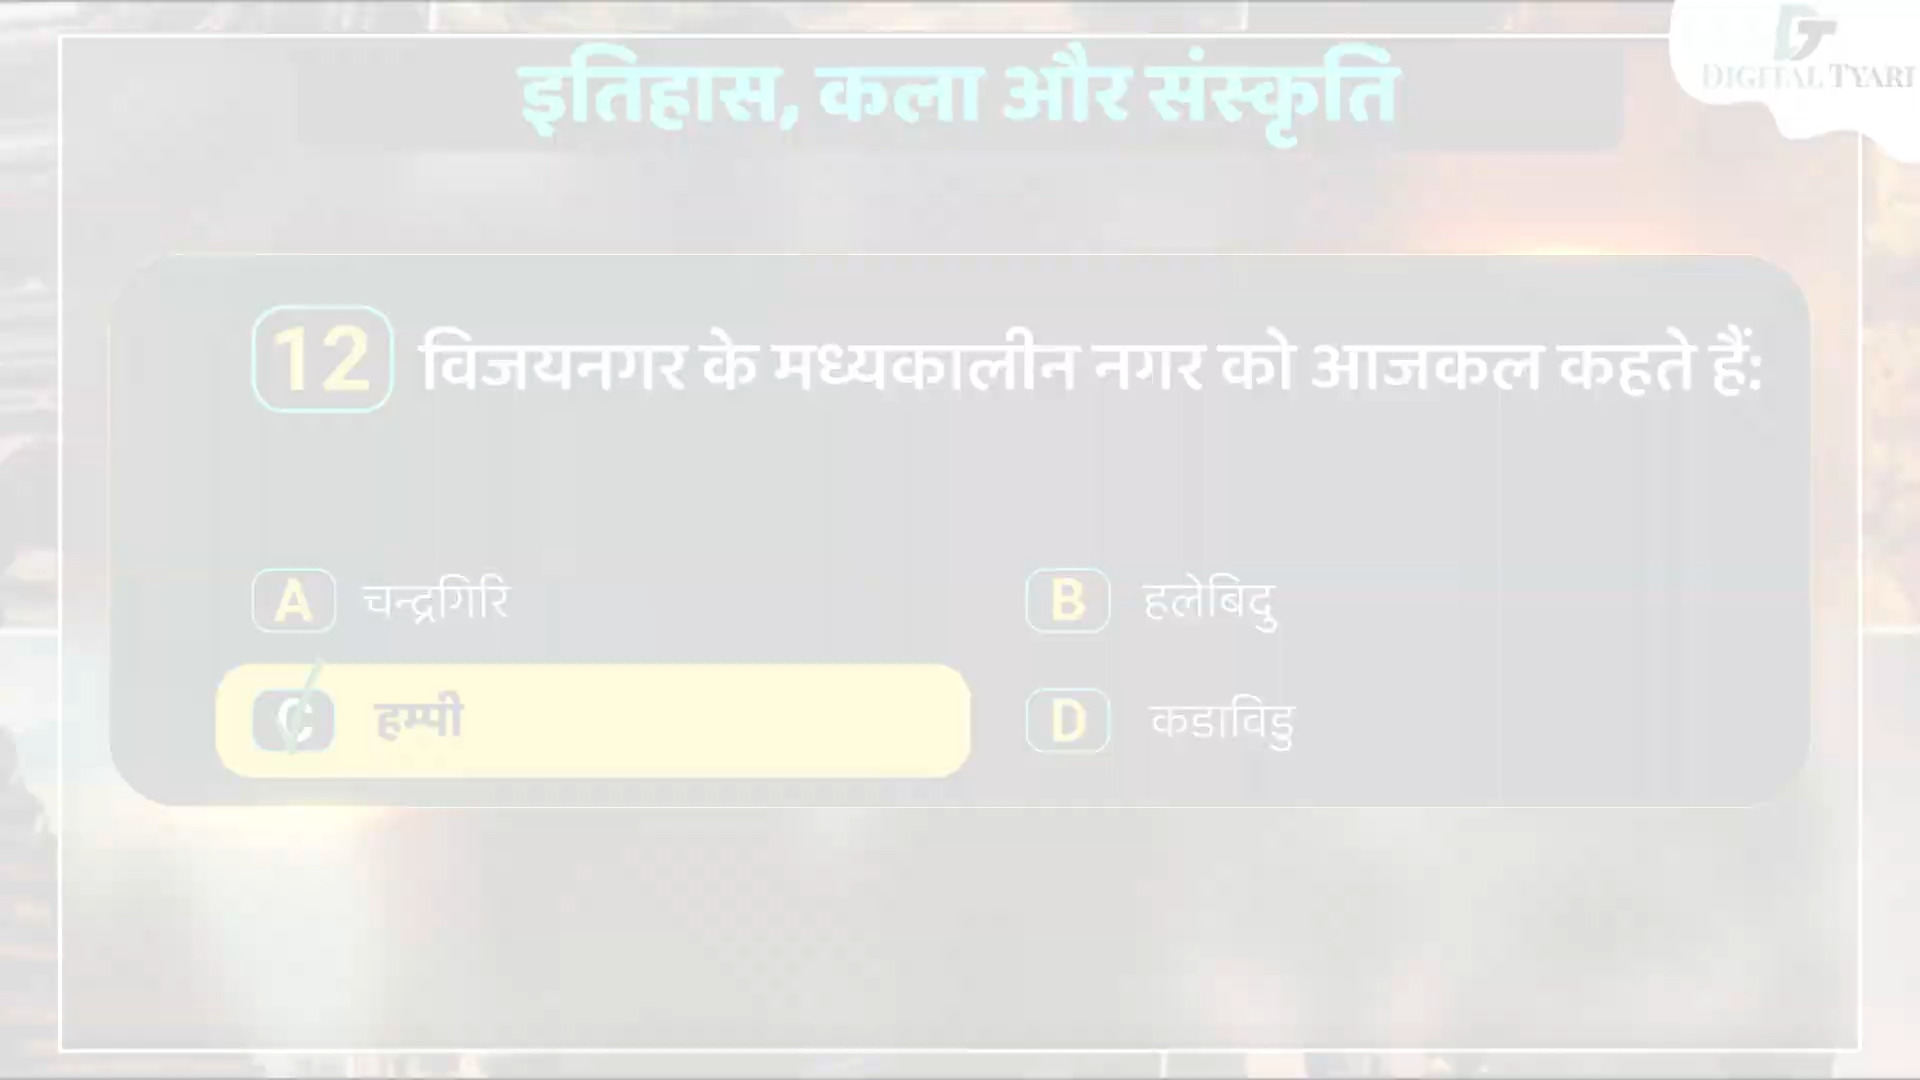 इतिहास, कला और संस्कृति
DIGITAL TYARI
12 विजयनगर के मध्यकालीन नगर को आजकल कहते हैं:
A चन्द्रगिरि
B हलेबिदु
C हम्पी
D कडाविडु